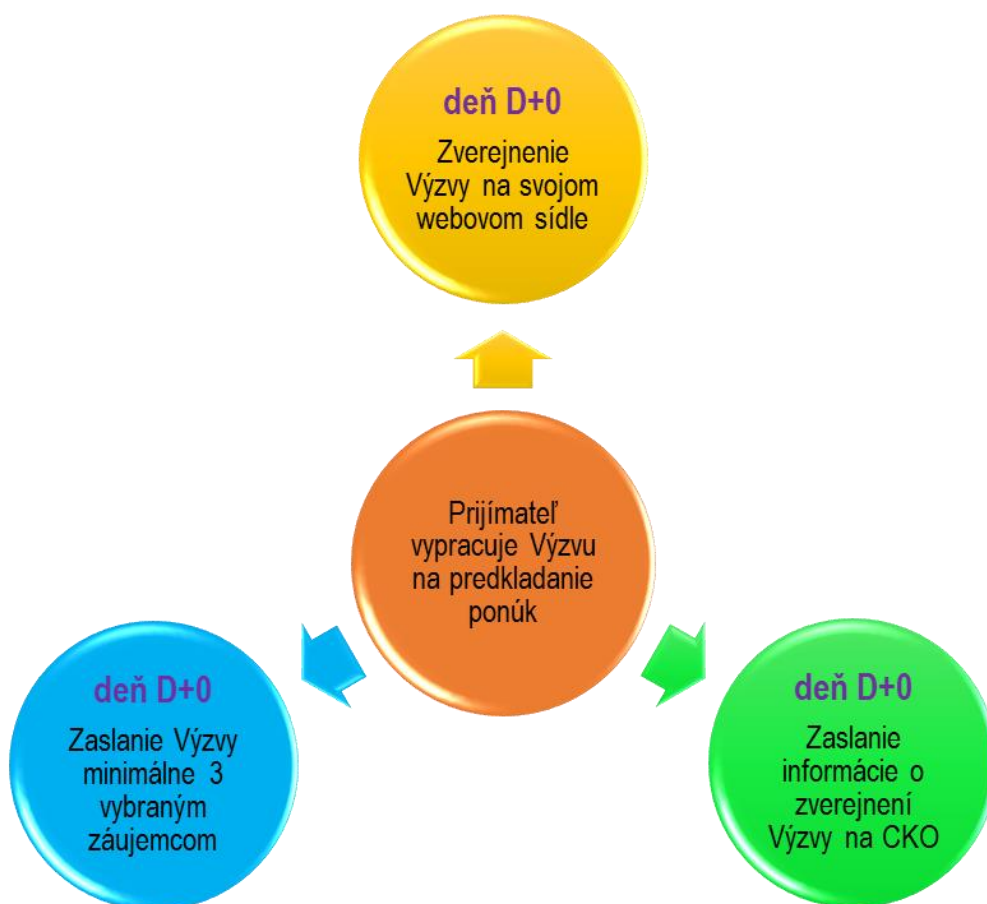 deň D+0
Zverejnenie
Výzvy na svojom
webovom sídle
Prijímateľ
vypracuje Výzvu
na predkladanie
ponúk
deň D+0
Zaslanie Výzvy
minimálne 3
vybraným
záujemcom
deň D+0
Zaslanie
informácie o
zverejnení
Výzvy na CKO